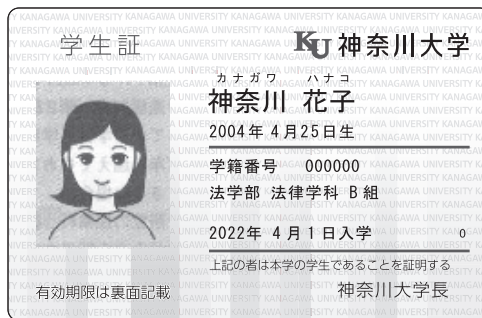 学生証
KU 神奈川大学
カナガワ ハナコ
神奈川 花子
2004年 4月25日生
学籍番号 000000
法学部 法律学科 B組
2022年 4月1日入学 0
上記の者は本学の学生であることを証明する
有効期限は裏面記載
神奈川大学長
KANAGAWA UNIVERSITY